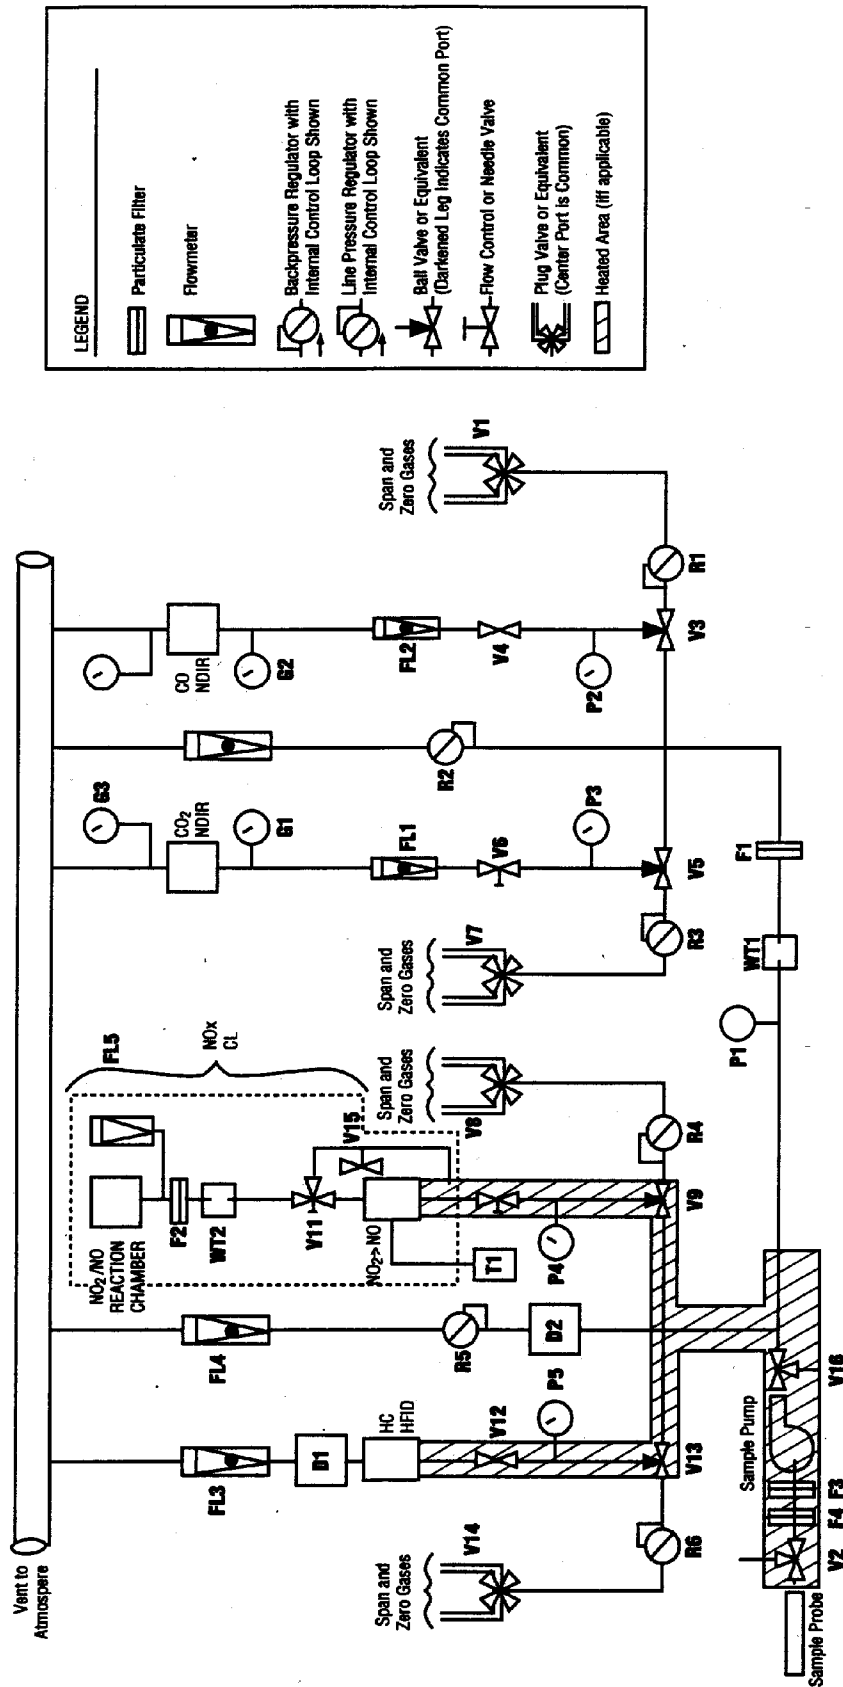 LEGEND
Particulate Filter
Flowmeter
Backpressure Regulator with
Internal Control Loop Shown
Line Pressure Regulator with
Internal Control Loop Shown
Ball Valve or Equivalent
(Darkened Leg Indicates Common Port)
Flow Control or Needle Valve
Plug Valve or Equivalent
(Center Port is Common)
Heated Area (iff applicable)
Vent to
Atmospere
FL3
D1
HC
HFID
V12
P5
V13
R6
V14
Span and
Zero Gases
FL4
R5
D2
NO2/NO
REACTION
CHAMBER
F2
WT2
V11
V15
NO2>NO
T1
P4
V9
R4
V8
Span and
Zero Gases
FL5
NOx
CL
Span and
Zero Gases
V7
R3
G3
CO2
NDIR
G1
FL1
V6
P3
V5
R2
CO
NDIR
G2
FL2
V4
P2
V3
R1
Span and
Zero Gases
V1
P1
WT1
F1
Sample Probe
V2
F4
F3
Sample Pump
V16